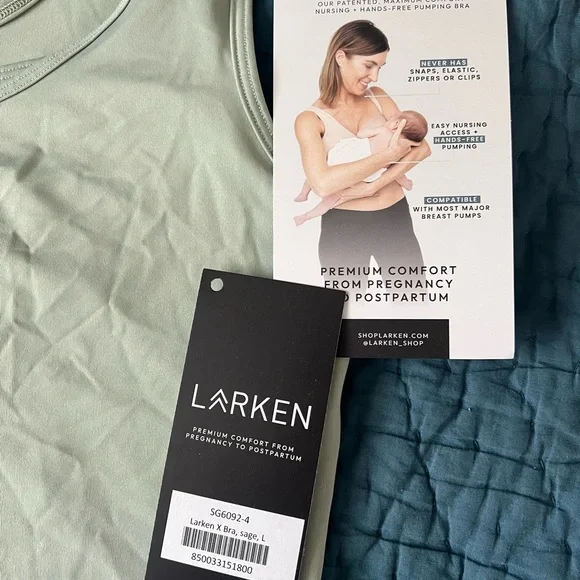 OUR PATENTED, MAXIMUM COMFORT
NURSING + HANDS-FREE PUMPING BRA
NEVER HAS
SNAPS, ELASTIC,
ZIPPERS OR CLIPS
EASY NURSING
ACCESS +
HANDS-FREE
PUMPING
COMPATIBLE
WITH MOST MAJOR
BREAST PUMPS
PREMIUM COMFORT
FROM PREGNANCY
TO POSTPARTUM
SHOPLARKEN.COM
@LARKEN_SHOP
LARKEN
PREMIUM COMFORT FROM
PREGNANCY TO POSTPARTUM
SG6092-4
Larken X Bra, sage, L
850033151800